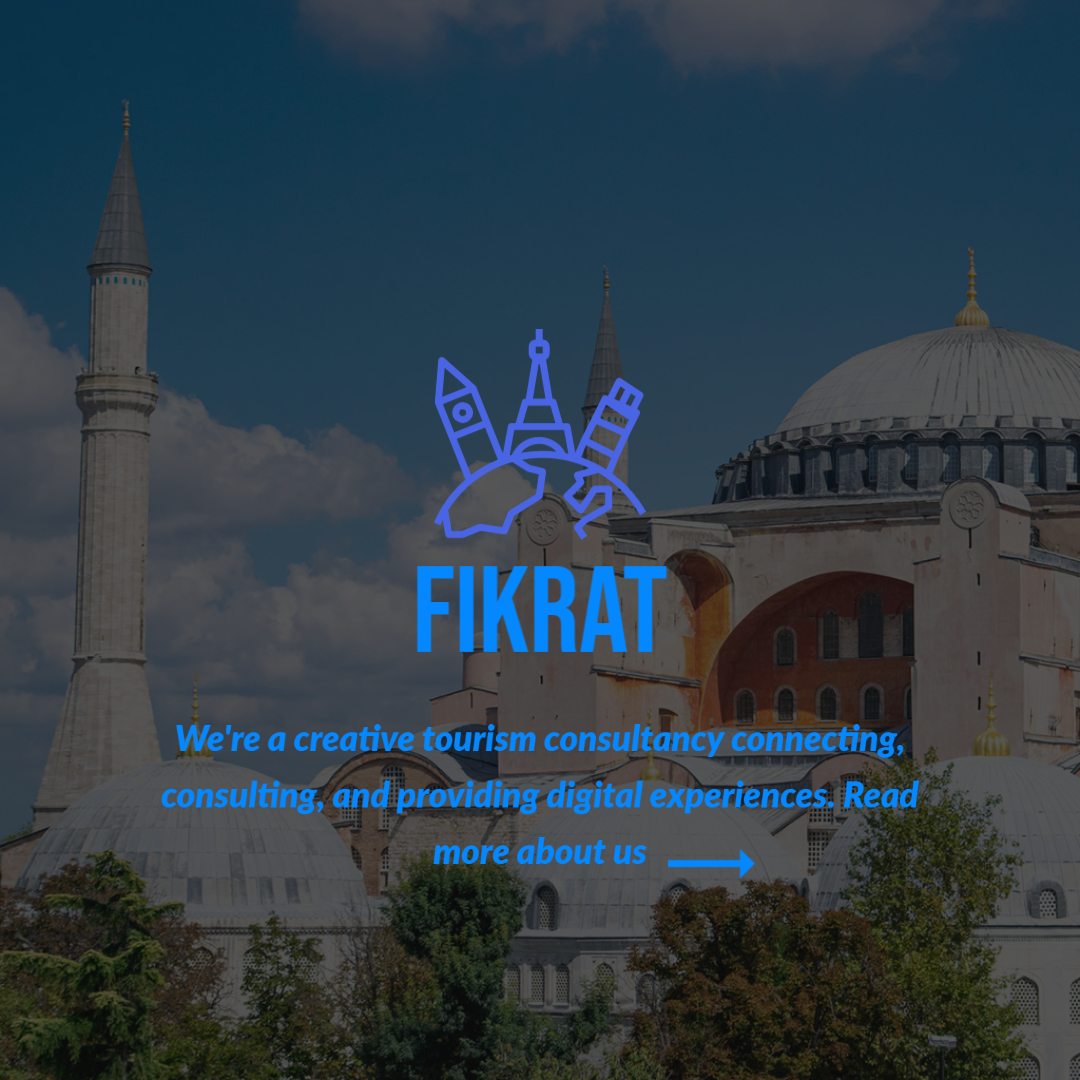 FIKRAT
We're a creative tourism consultancy connecting,
consulting, and providing digital experiences. Read
more about us